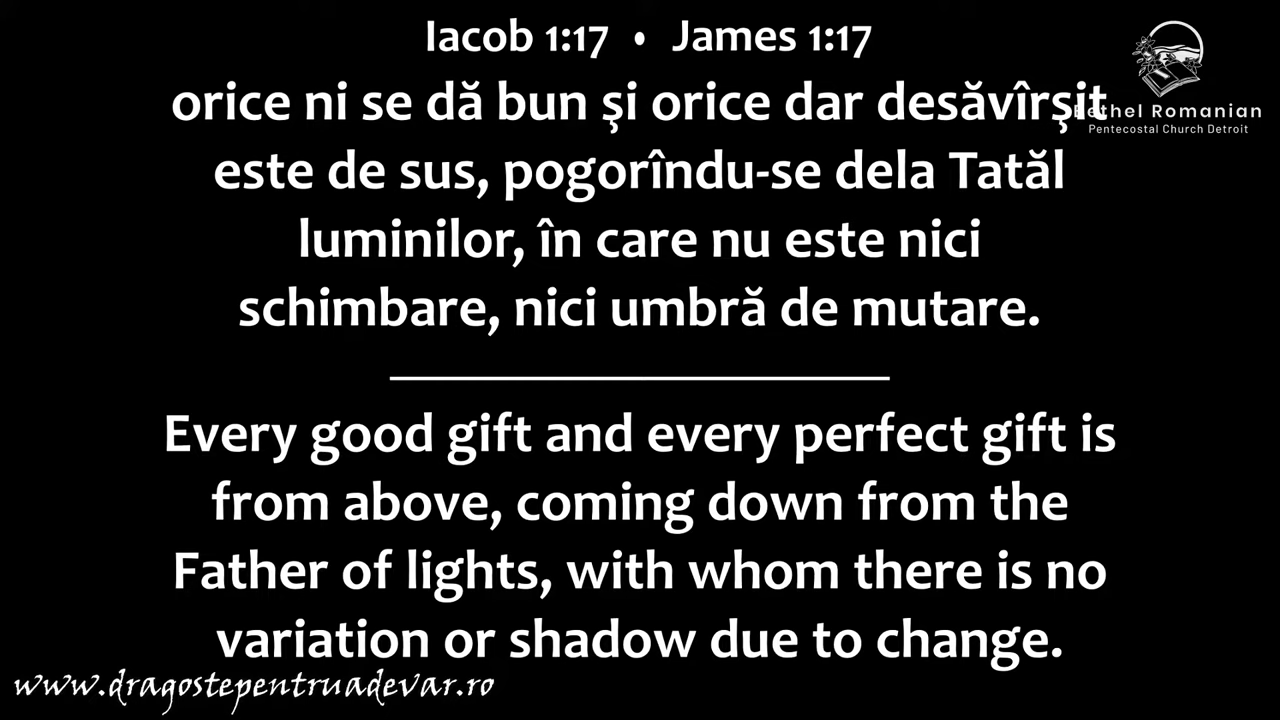 Iacob 1:17 • James 1:17
orice ni se dă bun şi orice dar desăvîrşit
este de sus, pogorîndu-se dela Tatăl
luminilor, în care nu este nici
schimbare, nici umbră de mutare.
Every good gift and every perfect gift is
from above, coming down from the
Father of lights, with whom there is no
variation or shadow due to change.
Bethel Romanian
Pentecostal Church Detroit
www.dragostepentruadevar.ro